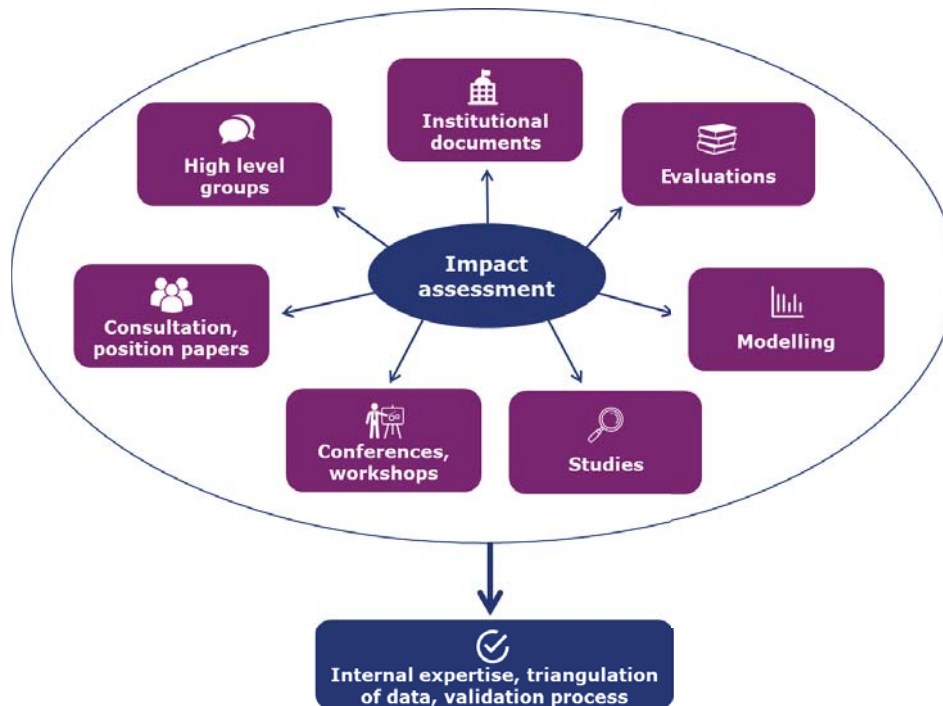 Institutional
documents
High level
groups
Evaluations
Impact
assessment
Consultation,
position papers
Modelling
Conferences,
workshops
Studies
Internal expertise, triangulation
of data, validation process